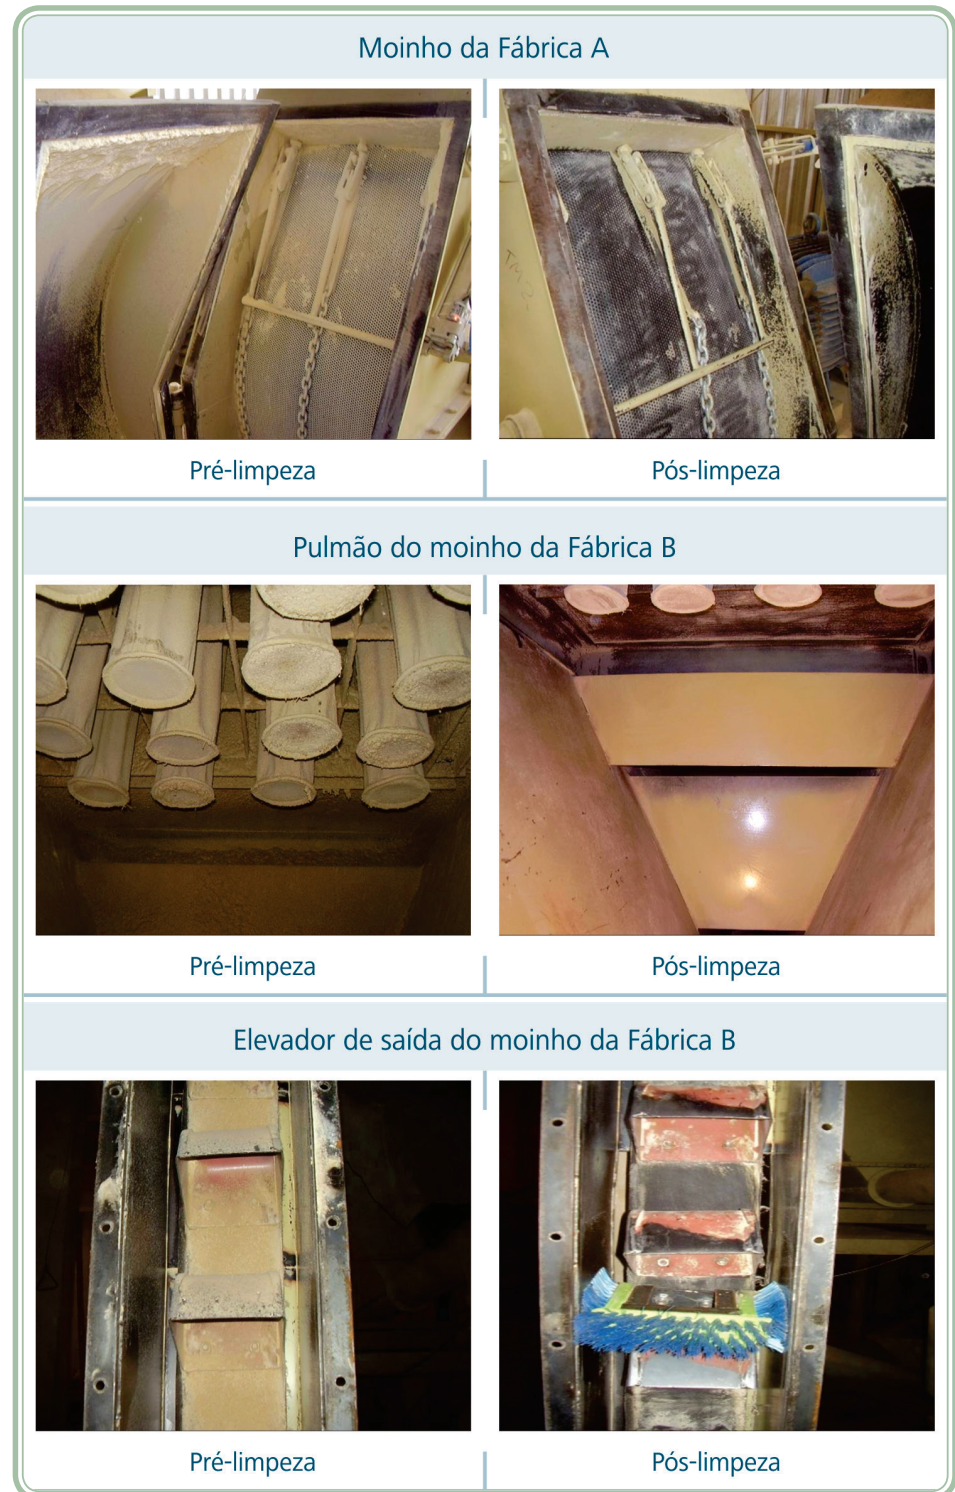 Moinho da Fábrica A
Pré-limpeza
Pós-limpeza
Pulmão do moinho da Fábrica B
Pré-limpeza
Pós-limpeza
Elevador de saída do moinho da Fábrica B
Pré-limpeza
Pós-limpeza